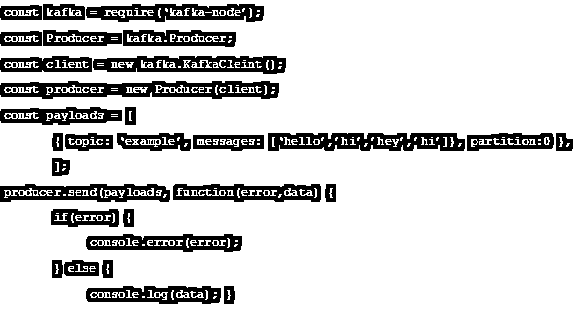 const kafka = require(‘kafka-node’);
const Producer = kafka.Producer;
const client = new kafka.KafkaCleint();
const producer = new Producer(client);
const payloads = [
{ topic: ‘example‘, messages: [‘hello’,‘hi’,‘hey’,‘hi’]}, partition:0 },
];
producer.send(payloads, function(error,data) {
if(error) {
console.error(error);
} else {
console.log(data); }